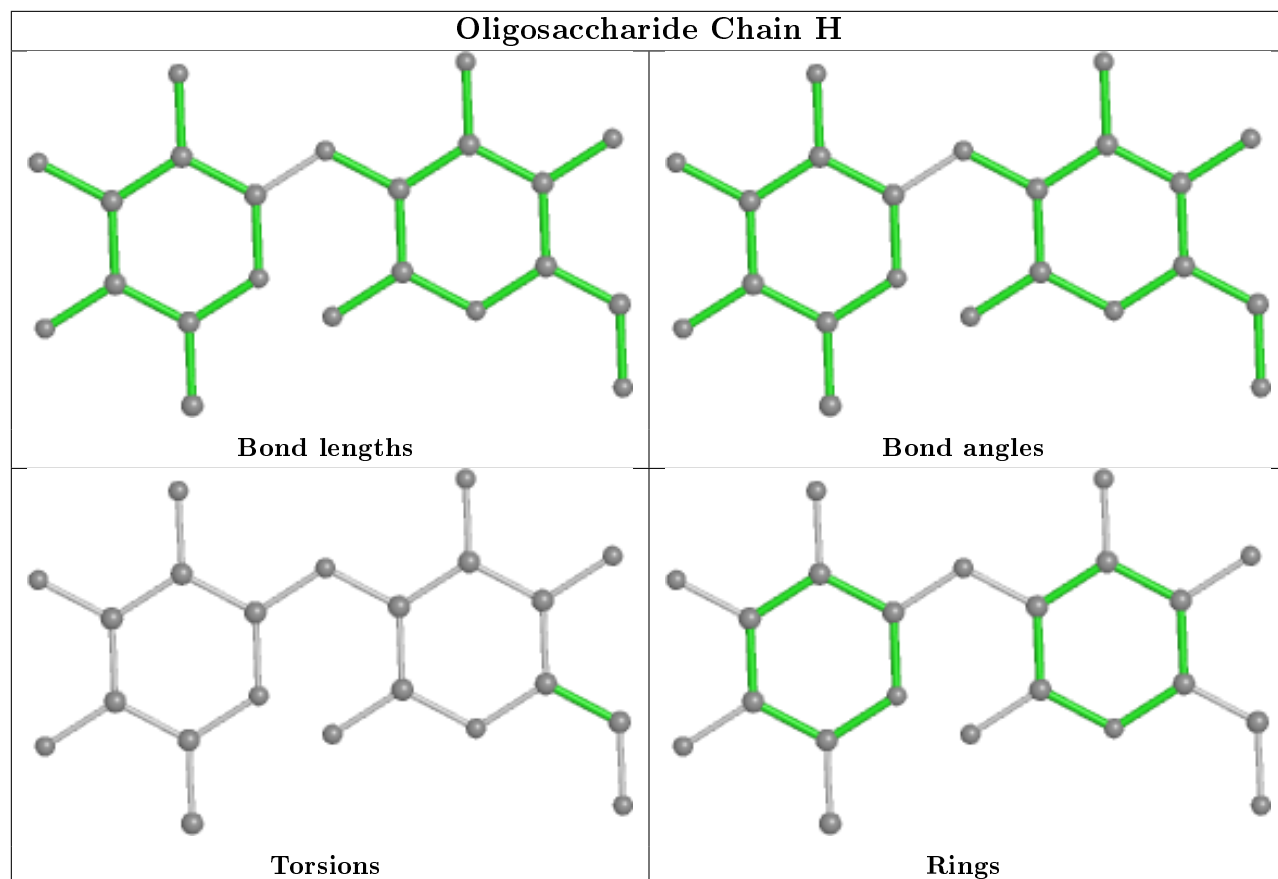 Oligosaccharide Chain H
Bond lengths
Bond angles
Torsions
Rings